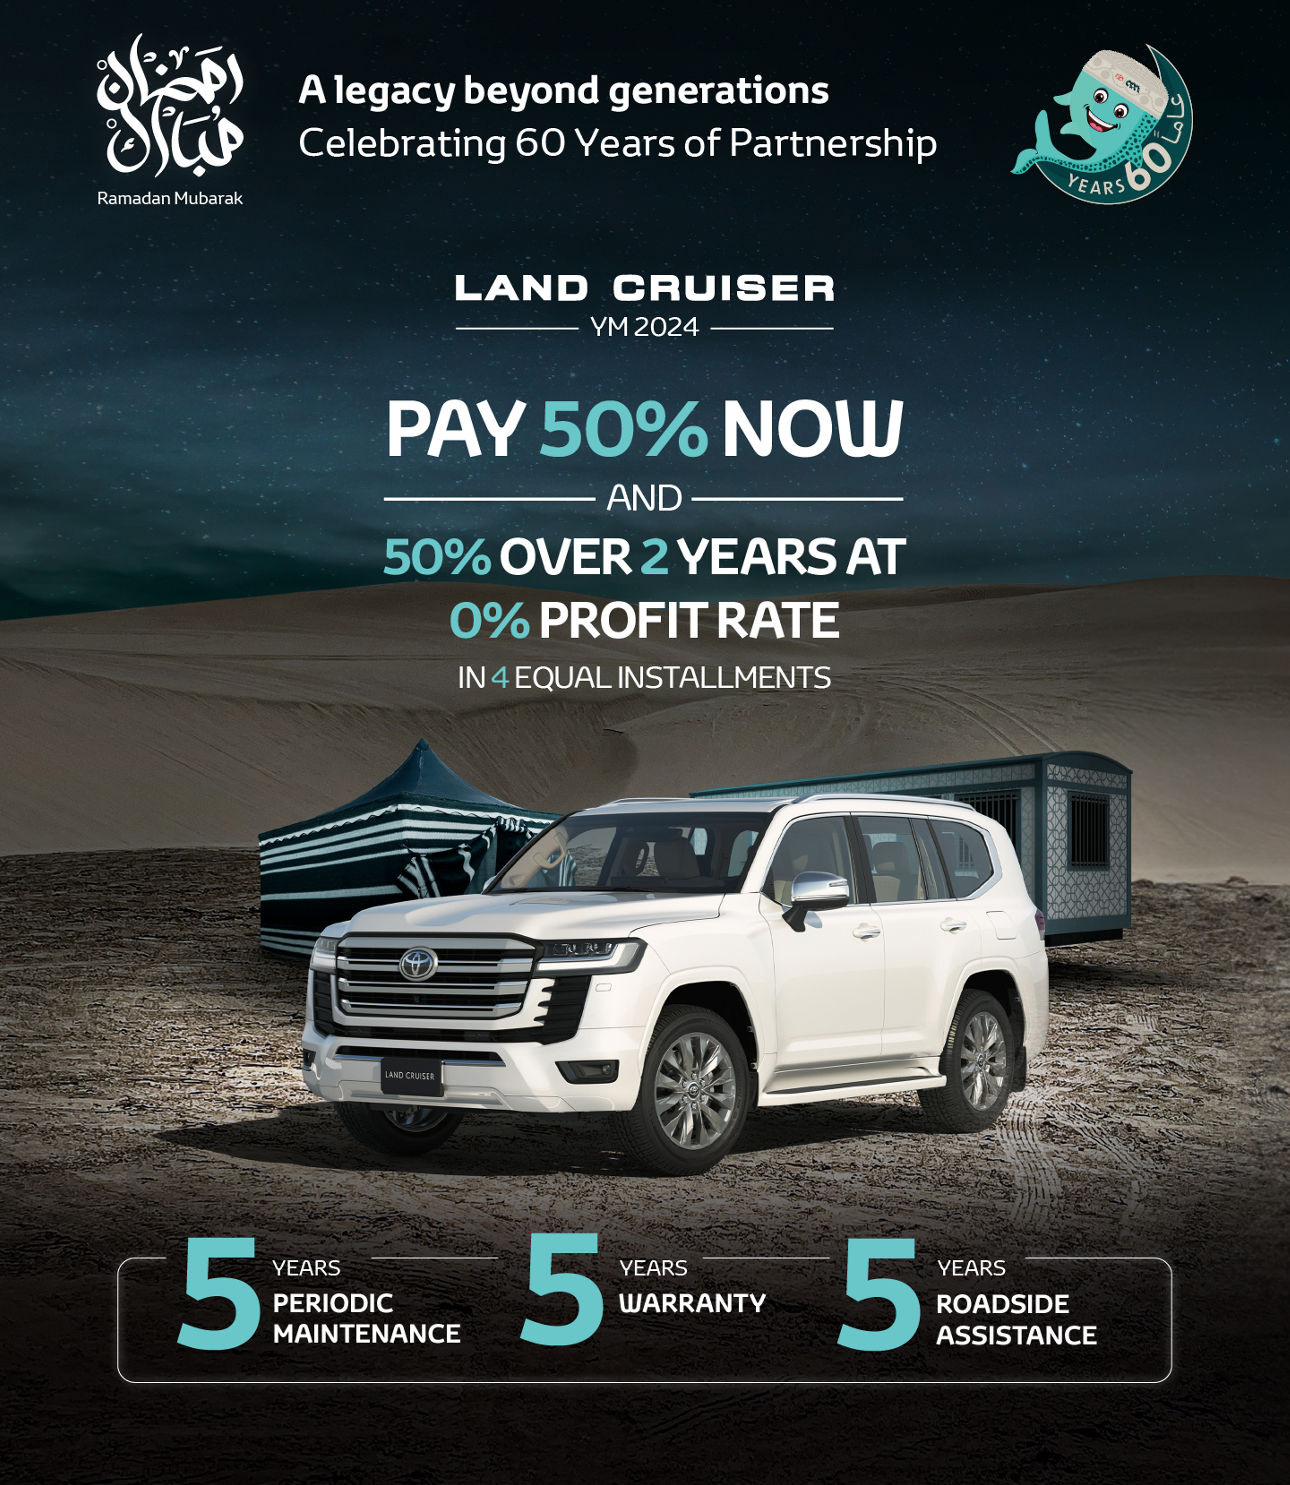 رمضان
مبارك
Ramadan Mubarak
A legacy beyond generations
Celebrating 60 Years of Partnership
60 عامًا
YEARS
LAND CRUISER
YM 2024
PAY 50% NOW
AND
50% OVER 2 YEARS AT
0% PROFIT RATE
IN 4 EQUAL INSTALLMENTS
LAND CRUISER
5 YEARS
PERIODIC
MAINTENANCE
5 YEARS
WARRANTY
5 YEARS
ROADSIDE
ASSISTANCE